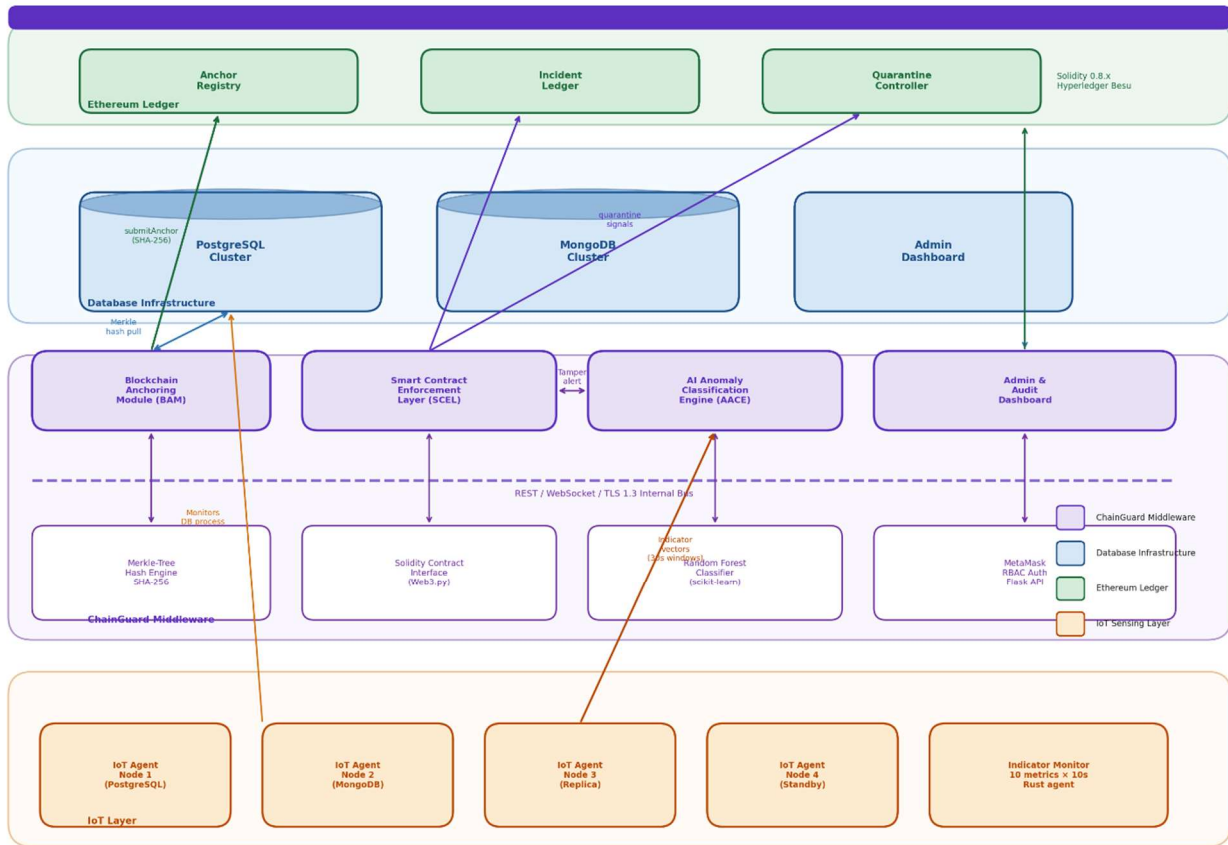 Anchor
Registry
Incident
Ledger
Quarantine
Controller
Solidity 0.8.x
Hyperledger Besu
Ethereum Ledger
quarantine
signals
submitAnchor
(SHA-256)
PostgreSQL
Cluster
MongoDB
Cluster
Admin
Dashboard
Database Infrastructure
Merkle
hash pull
Blockchain
Anchoring
Module (BAM)
Smart Contract
Enforcement
Layer (SCEL)
Tamper
alert
AI Anomaly
Classification
Engine (AACE)
Admin &
Audit
Dashboard
REST / WebSocket / TLS 1.3 Internal Bus
Monitors
DB process
Indicator
vectors
(30s windows)
Merkle-Tree
Hash Engine
SHA-256
Solidity Contract
Interface
(Web3.py)
Random Forest
Classifier
(scikit-learn)
MetaMask
RBAC Auth
Flask API
ChainGuard Middleware
Database Infrastructure
Ethereum Ledger
IoT Sensing Layer
ChainGuard Middleware
IoT Agent
Node 1
(PostgreSQL)
IoT Agent
Node 2
(MongoDB)
IoT Agent
Node 3
(Replica)
IoT Agent
Node 4
(Standby)
Indicator Monitor
10 metrics × 10s
Rust agent
IoT Layer